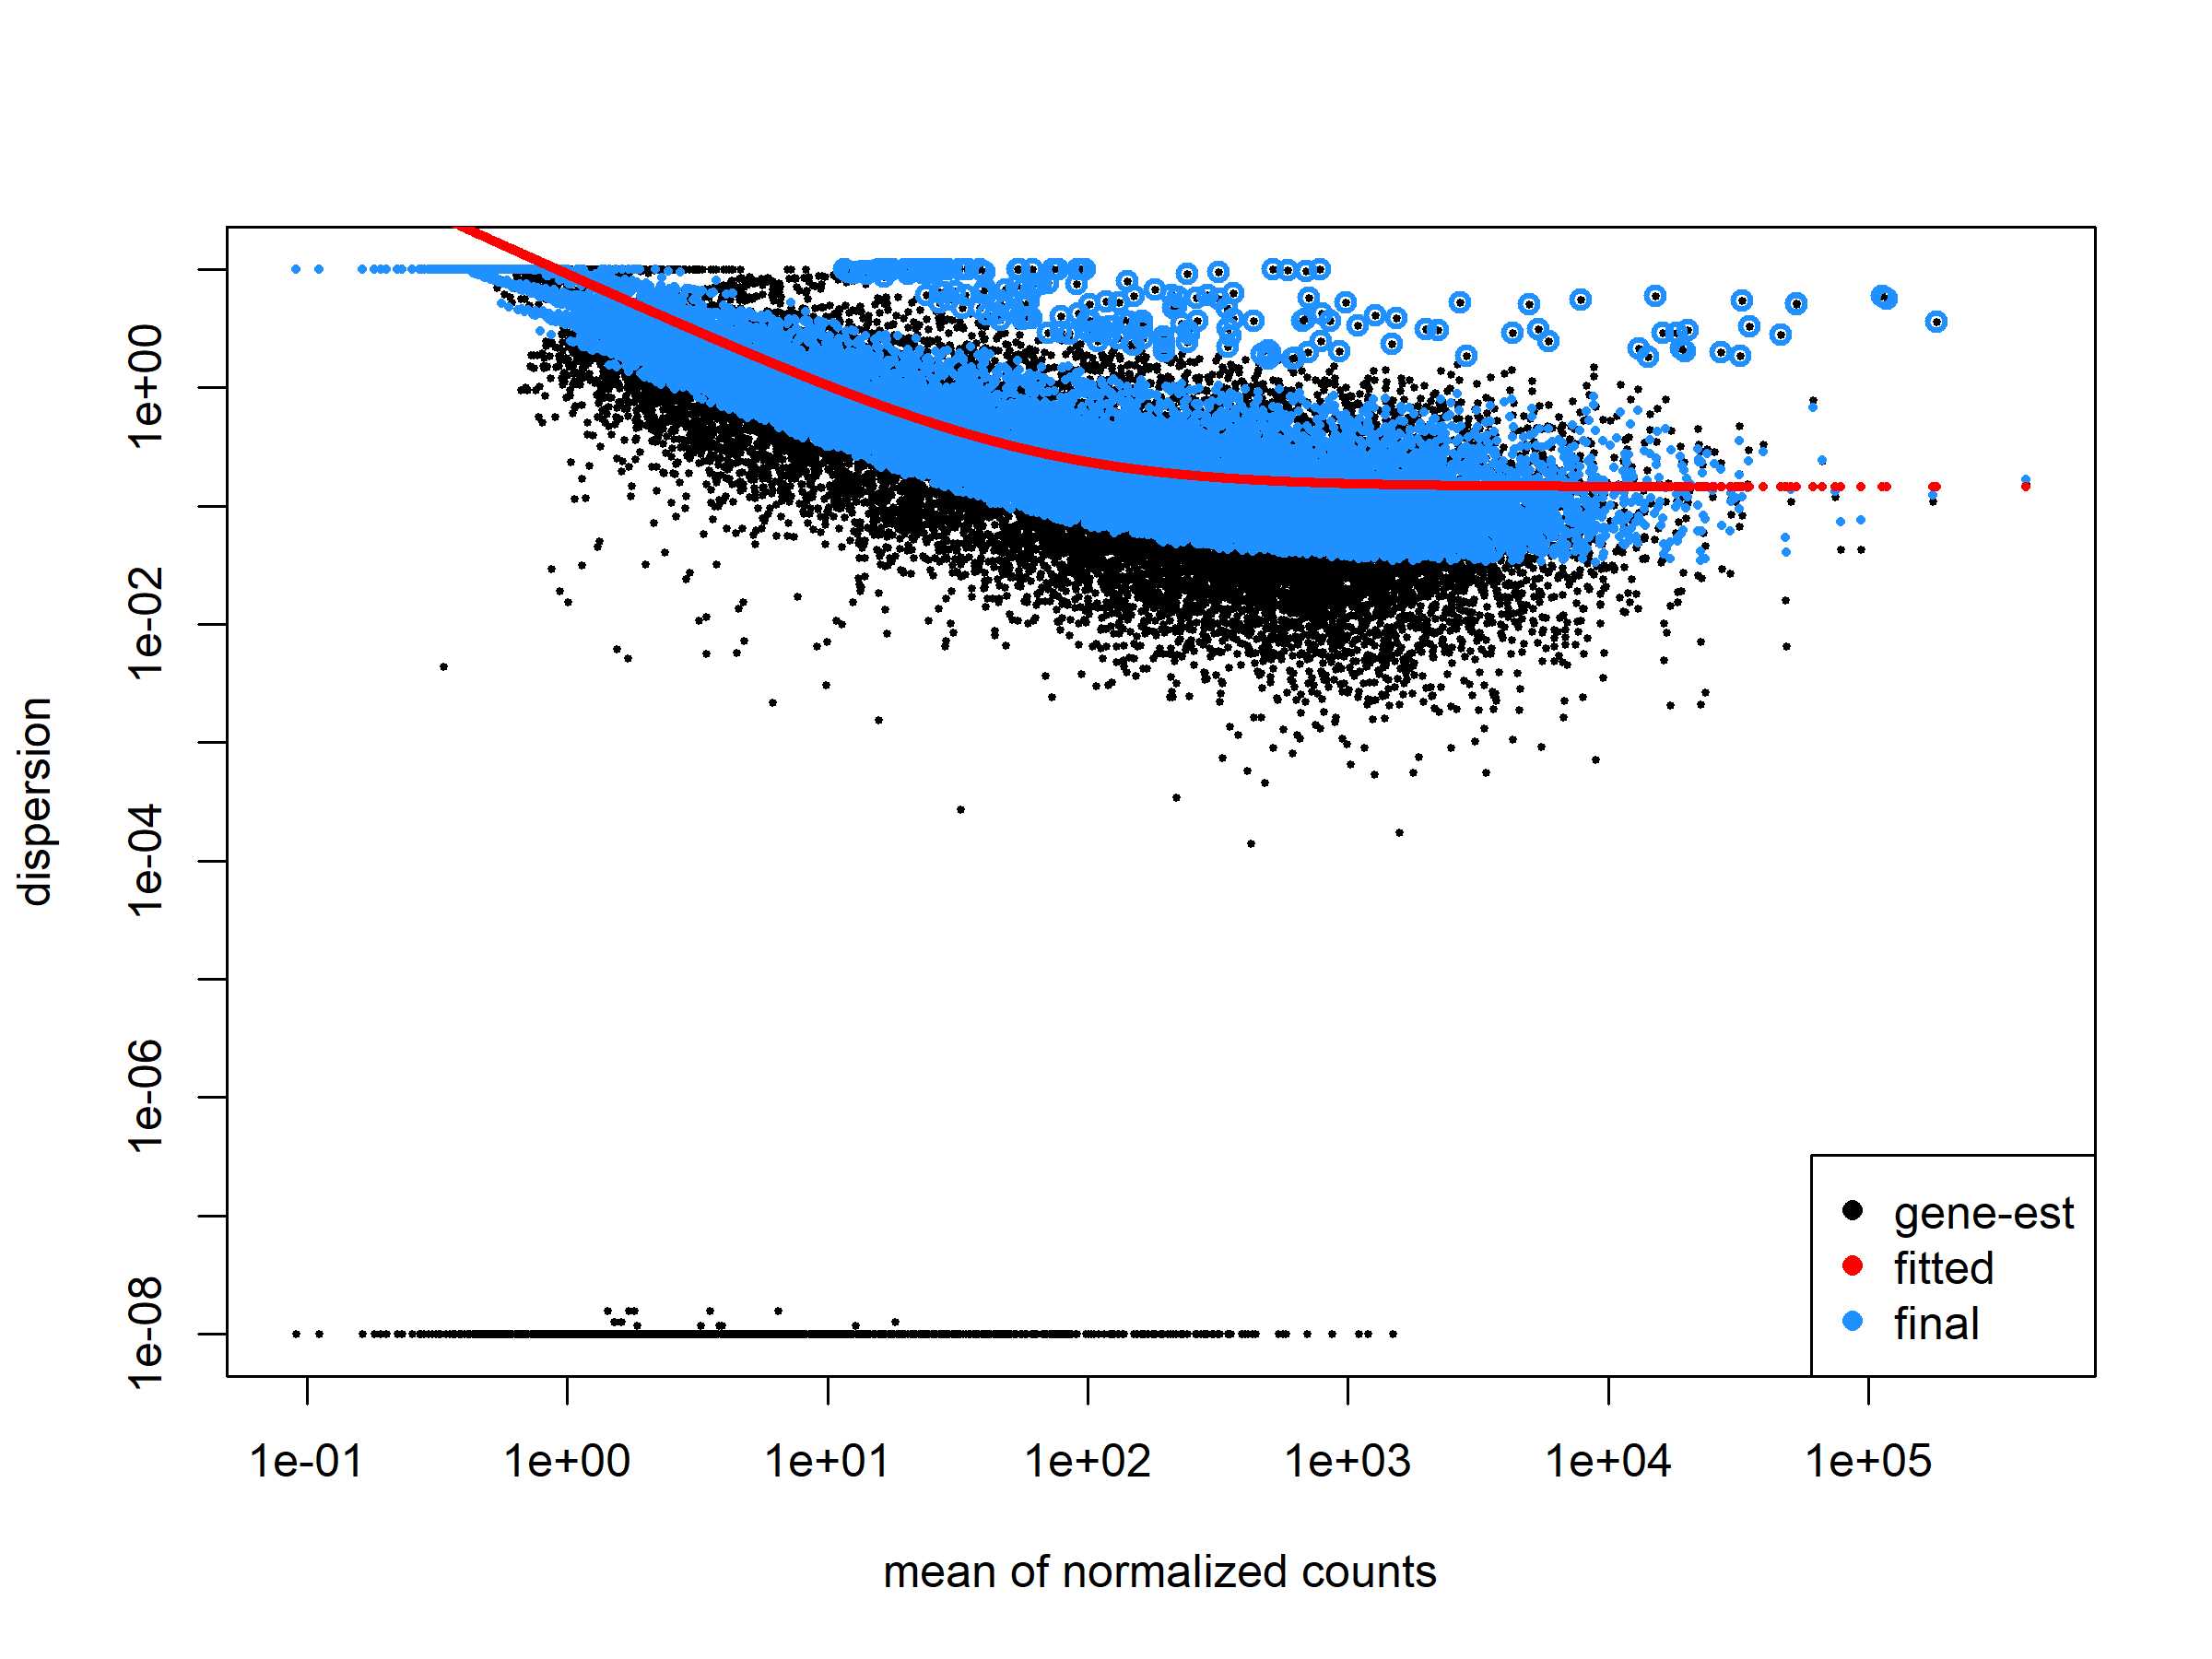 dispersion
1e+00
1e-02
1e-04
1e-06
1e-08
gene-est
fitted
final
1e-01 1e+00 1e+01 1e+02 1e+03 1e+04 1e+05
mean of normalized counts